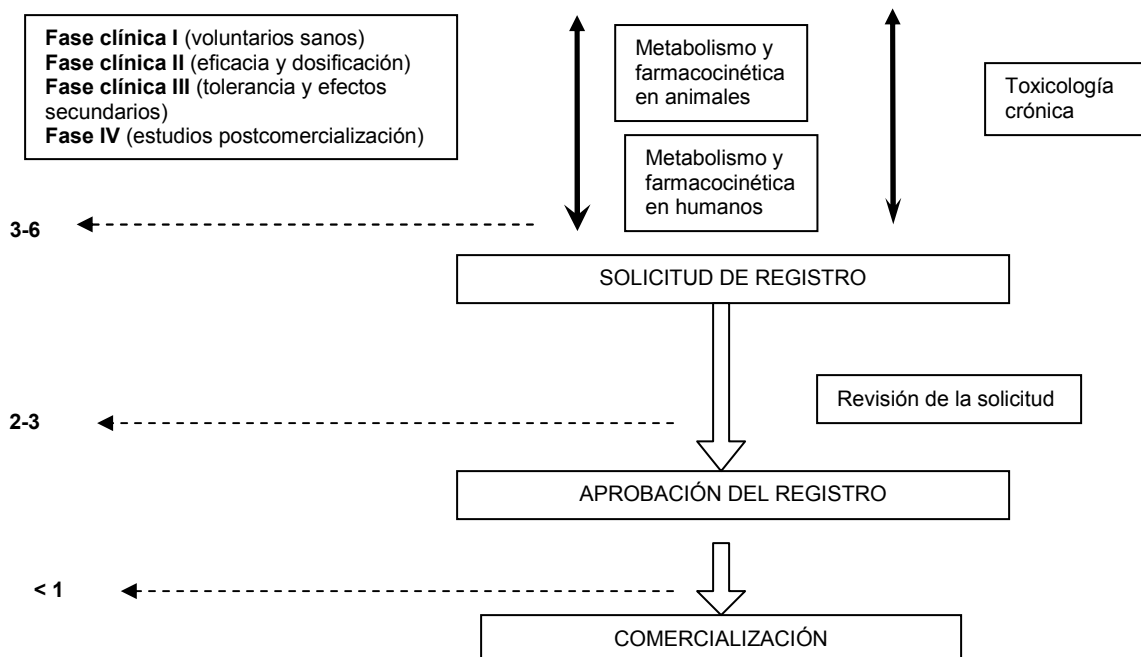 Fase clínica I (voluntarios sanos)
Fase clínica II (eficacia y dosificación)
Fase clínica III (tolerancia y efectos
secundarios)
Fase IV (estudios postcomercialización)
Metabolismo y
farmacocinética
en animales
Toxicología
crónica
Metabolismo y
farmacocinética
en humanos
3-6
SOLICITUD DE REGISTRO
Revisión de la solicitud
2-3
APROBACIÓN DEL REGISTRO
< 1
COMERCIALIZACIÓN